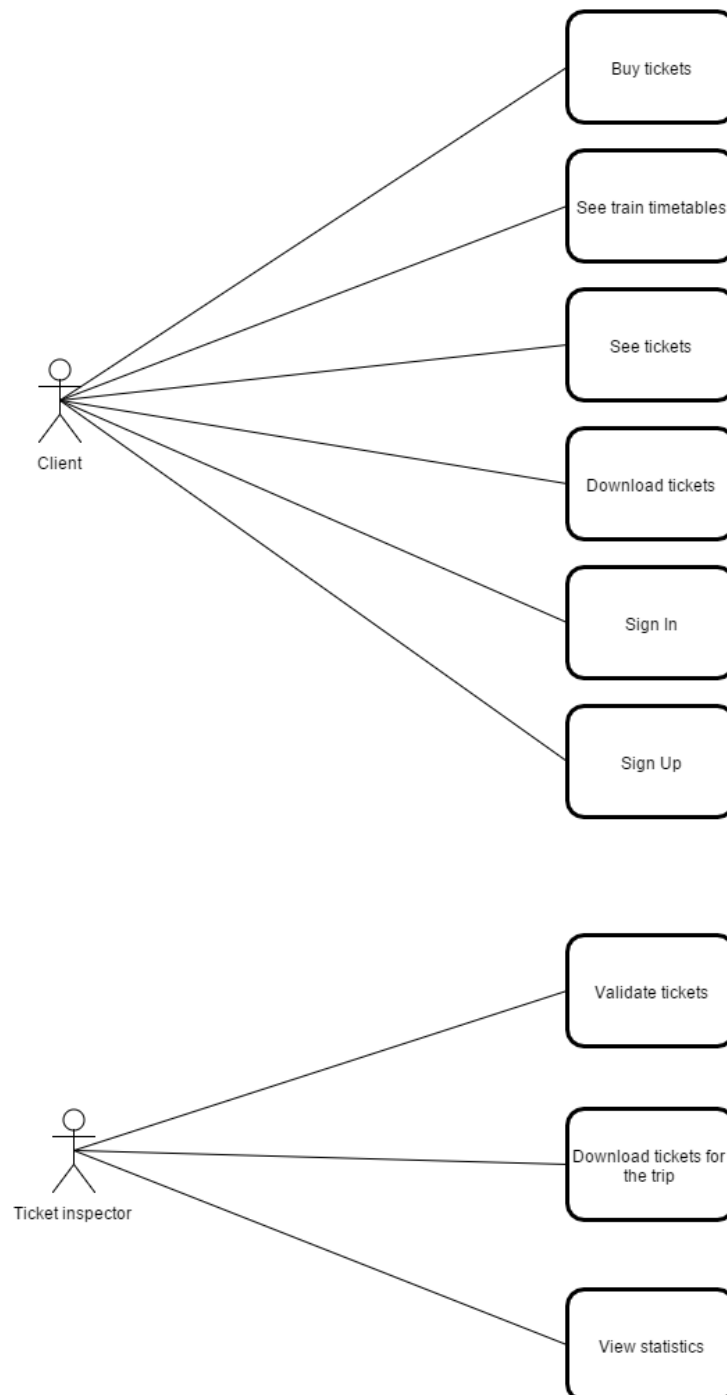 Buy tickets
See train timetables
See tickets
Download tickets
Sign In
Sign Up
Client
Validate tickets
Download tickets for
the trip
View statistics
Ticket inspector